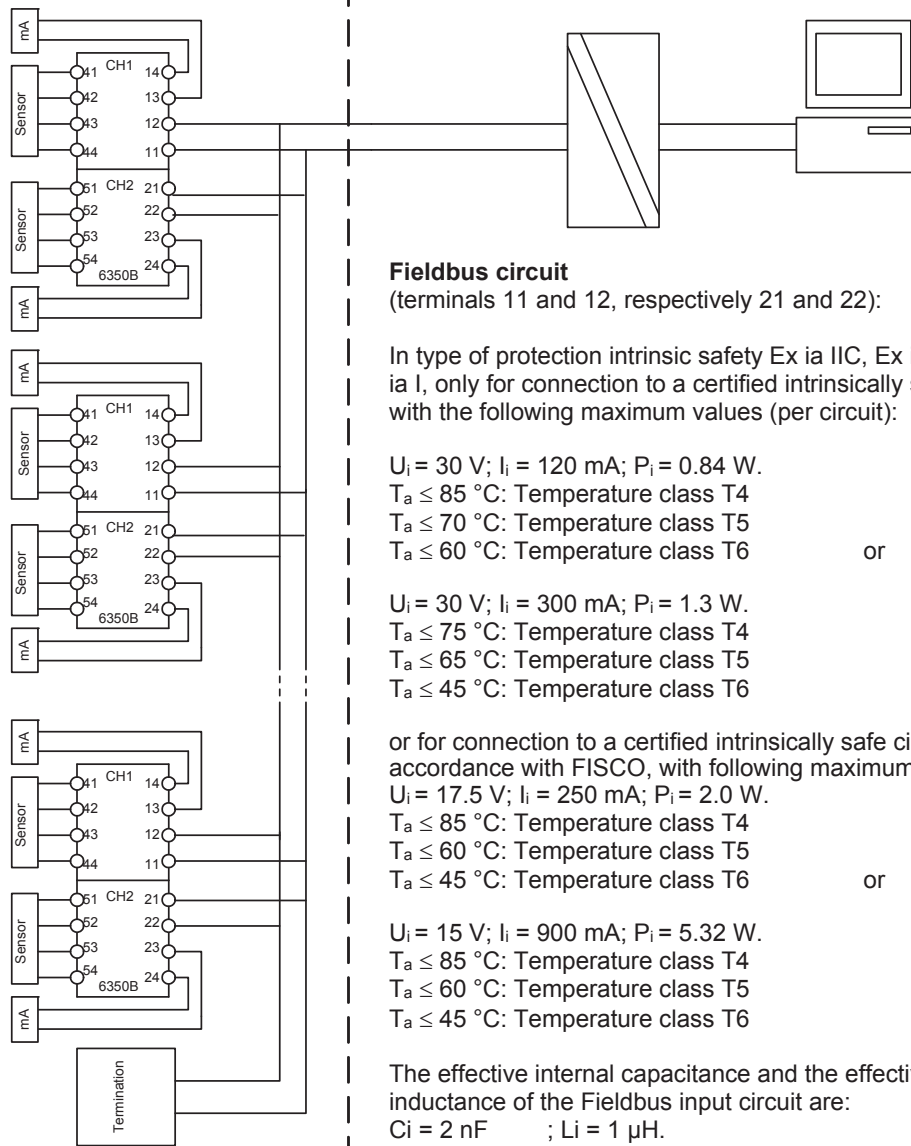 mA
Sensor
41 CH1 14
42 13
43 12
44 11
Sensor
51 CH2 21
52 22
53 23
54 24
6350B
mA
mA
Sensor
41 CH1 14
42 13
43 12
44 11
Sensor
51 CH2 21
52 22
53 23
54 24
6350B
mA
mA
Sensor
41 CH1 14
42 13
43 12
44 11
Sensor
51 CH2 21
52 22
53 23
54 24
6350B
mA
Termination
Fieldbus circuit
(terminals 11 and 12, respectively 21 and 22):
In type of protection intrinsic safety Ex ia IIC, Ex
ia I, only for connection to a certified intrinsically
with the following maximum values (per circuit):
Ui = 30 V; Ii = 120 mA; Pi = 0.84 W.
Ta ≤ 85 °C: Temperature class T4
Ta ≤ 70 °C: Temperature class T5
Ta ≤ 60 °C: Temperature class T6 or
Ui = 30 V; Ii = 300 mA; Pi = 1.3 W.
Ta ≤ 75 °C: Temperature class T4
Ta ≤ 65 °C: Temperature class T5
Ta ≤ 45 °C: Temperature class T6
or for connection to a certified intrinsically safe
accordance with FISCO, with following maximum
Ui = 17.5 V; Ii = 250 mA; Pi = 2.0 W.
Ta ≤ 85 °C: Temperature class T4
Ta ≤ 60 °C: Temperature class T5
Ta ≤ 45 °C: Temperature class T6 or
Ui = 15 V; Ii = 900 mA; Pi = 5.32 W.
Ta ≤ 85 °C: Temperature class T4
Ta ≤ 60 °C: Temperature class T5
Ta ≤ 45 °C: Temperature class T6
The effective internal capacitance and the
inductance of the Fieldbus input circuit are:
Ci = 2 nF ; Li = 1 µH.